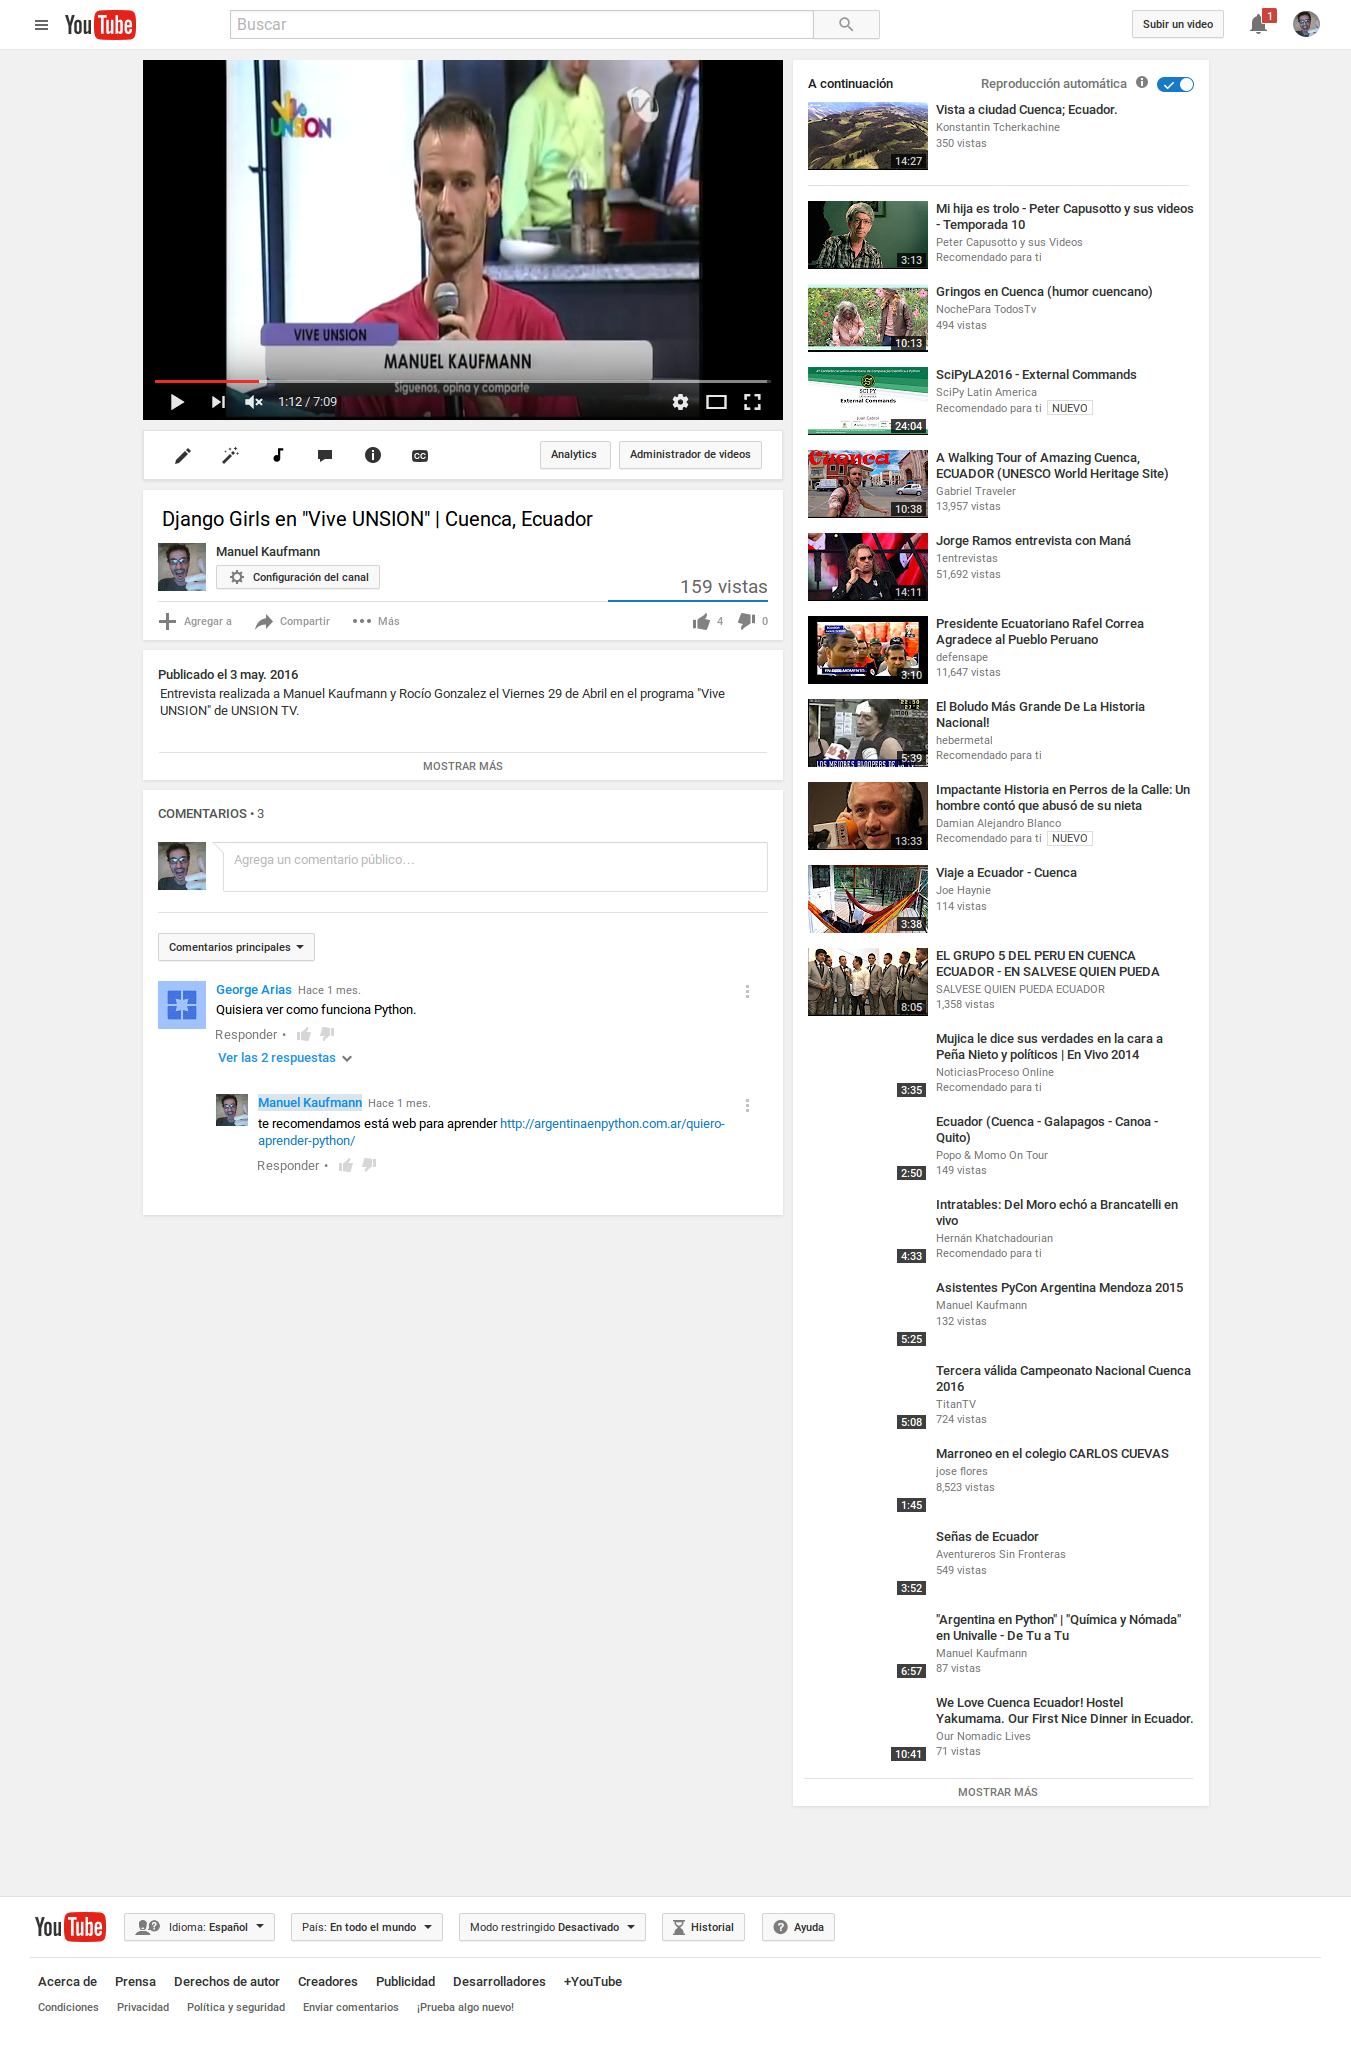 YouTube
Buscar
Subir un video
1
UNSION
VIVE UNSION
MANUEL KAUFMANN
Síguenos, opina y comparte
1:12 / 7:09
CC
Analytics
Administrador de videos
Django Girls en "Vive UNSION" | Cuenca, Ecuador
Manuel Kaufmann
Configuración del canal
159 vistas
Agregar a
Compartir
Más
4
0
Publicado el 3 may. 2016
Entrevista realizada a Manuel Kaufmann y Rocío Gonzalez el Viernes 29 de Abril en el programa "Vive
UNSION" de UNSION TV.
MOSTRAR MÁS
COMENTARIOS • 3
Agrega un comentario público…
Comentarios principales
George Arias Hace 1 mes.
Quisiera ver como funciona Python.
Responder •
Ver las 2 respuestas
Manuel Kaufmann Hace 1 mes.
te recomendamos está web para aprender http://argentinaenpython.com.ar/quiero-
aprender-python/
Responder •
A continuación
Reproducción automática
Vista a ciudad Cuenca; Ecuador.
Konstantin Tcherkachine
350 vistas
14:27
Mi hija es trolo - Peter Capusotto y sus videos
- Temporada 10
Peter Capusotto y sus Videos
Recomendado para ti
3:13
Gringos en Cuenca (humor cuencano)
NochePara TodosTv
494 vistas
10:13
SciPyLA2016 - External Commands
SciPy Latin America
Recomendado para ti NUEVO
SCIPY
External Commands
24:04
A Walking Tour of Amazing Cuenca,
ECUADOR (UNESCO World Heritage Site)
Gabriel Traveler
13,957 vistas
Cuenca
10:38
Jorge Ramos entrevista con Maná
1entrevistas
51,692 vistas
14:11
Presidente Ecuatoriano Rafel Correa
Agradece al Pueblo Peruano
defensape
11,647 vistas
3:10
El Boludo Más Grande De La Historia
Nacional!
hebermetal
Recomendado para ti
LOS MEJORES BLOOPERS DE LA
5:39
Impactante Historia en Perros de la Calle: Un
hombre contó que abusó de su nieta
Damian Alejandro Blanco
Recomendado para ti NUEVO
13:33
Viaje a Ecuador - Cuenca
Joe Haynie
114 vistas
3:38
EL GRUPO 5 DEL PERU EN CUENCA
ECUADOR - EN SALVESE QUIEN PUEDA
SALVESE QUIEN PUEDA ECUADOR
1,358 vistas
8:05
Mujica le dice sus verdades en la cara a
Peña Nieto y políticos | En Vivo 2014
NoticiasProceso Online
Recomendado para ti
3:35
Ecuador (Cuenca - Galapagos - Canoa -
Quito)
Popo & Momo On Tour
149 vistas
2:50
Intratables: Del Moro echó a Brancatelli en
vivo
Hernán Khatchadourian
Recomendado para ti
4:33
Asistentes PyCon Argentina Mendoza 2015
Manuel Kaufmann
132 vistas
5:25
Tercera válida Campeonato Nacional Cuenca
2016
TitanTV
724 vistas
5:08
Marroneo en el colegio CARLOS CUEVAS
jose flores
8,523 vistas
1:45
Señas de Ecuador
Aventureros Sin Fronteras
549 vistas
3:52
"Argentina en Python" | "Química y Nómada"
en Univalle - De Tu a Tu
Manuel Kaufmann
87 vistas
6:57
We Love Cuenca Ecuador! Hostel
Yakumama. Our First Nice Dinner in Ecuador.
Our Nomadic Lives
71 vistas
10:41
MOSTRAR MÁS
YouTube
Idioma: Español
País: En todo el mundo
Modo restringido Desactivado
Historial
Ayuda
Acerca de Prensa Derechos de autor Creadores Publicidad Desarrolladores +YouTube
Condiciones Privacidad Política y seguridad Enviar comentarios ¡Prueba algo nuevo!